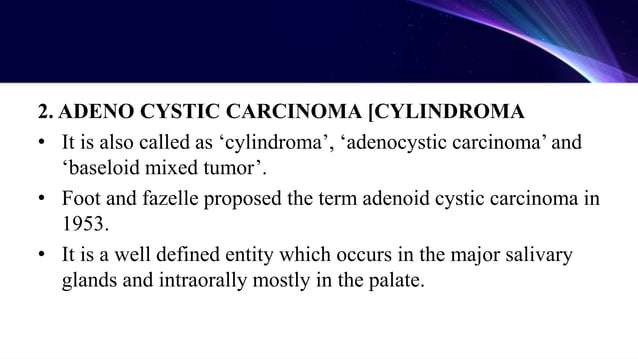 2. ADENO CYSTIC CARCINOMA [CYLINDROMA
• It is also called as ‘cylindroma’, ‘adenocystic carcinoma’ and
‘baseloid mixed tumor’.
• Foot and fazelle proposed the term adenoid cystic carcinoma in
1953.
• It is a well defined entity which occurs in the major salivary
glands and intraorally mostly in the palate.